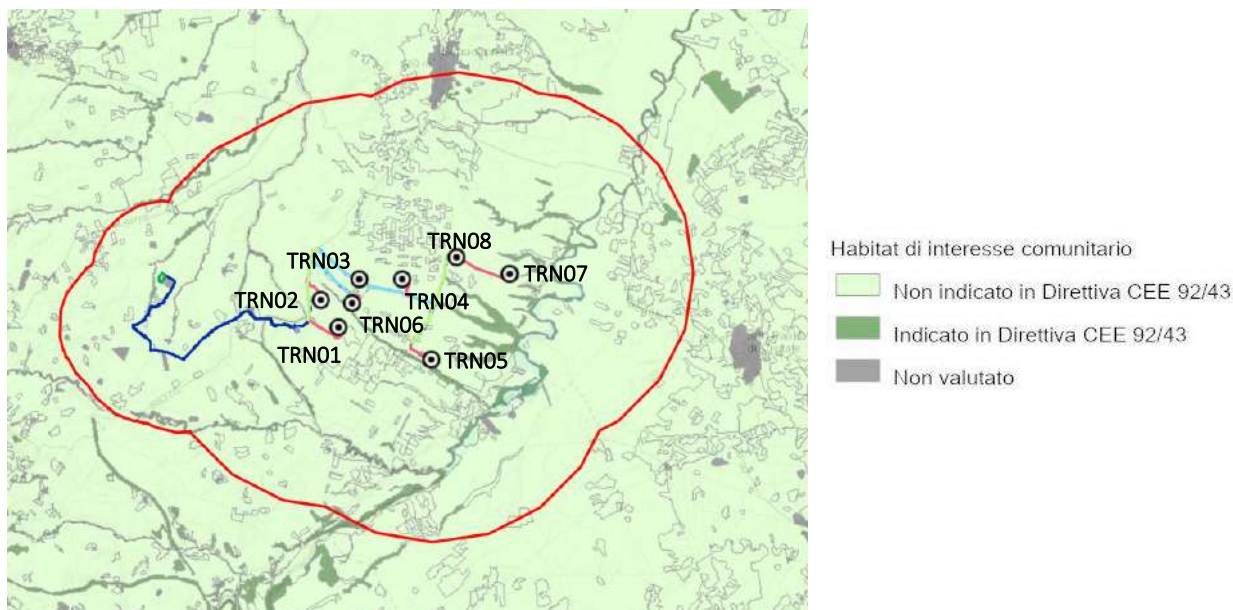 TRN08
TRN03
TRN07
TRN02
TRN04
TRN06
TRN01
TRN05
Habitat di interesse comunitario
Non indicato in Direttiva CEE 92/43
Indicato in Direttiva CEE 92/43
Non valutato